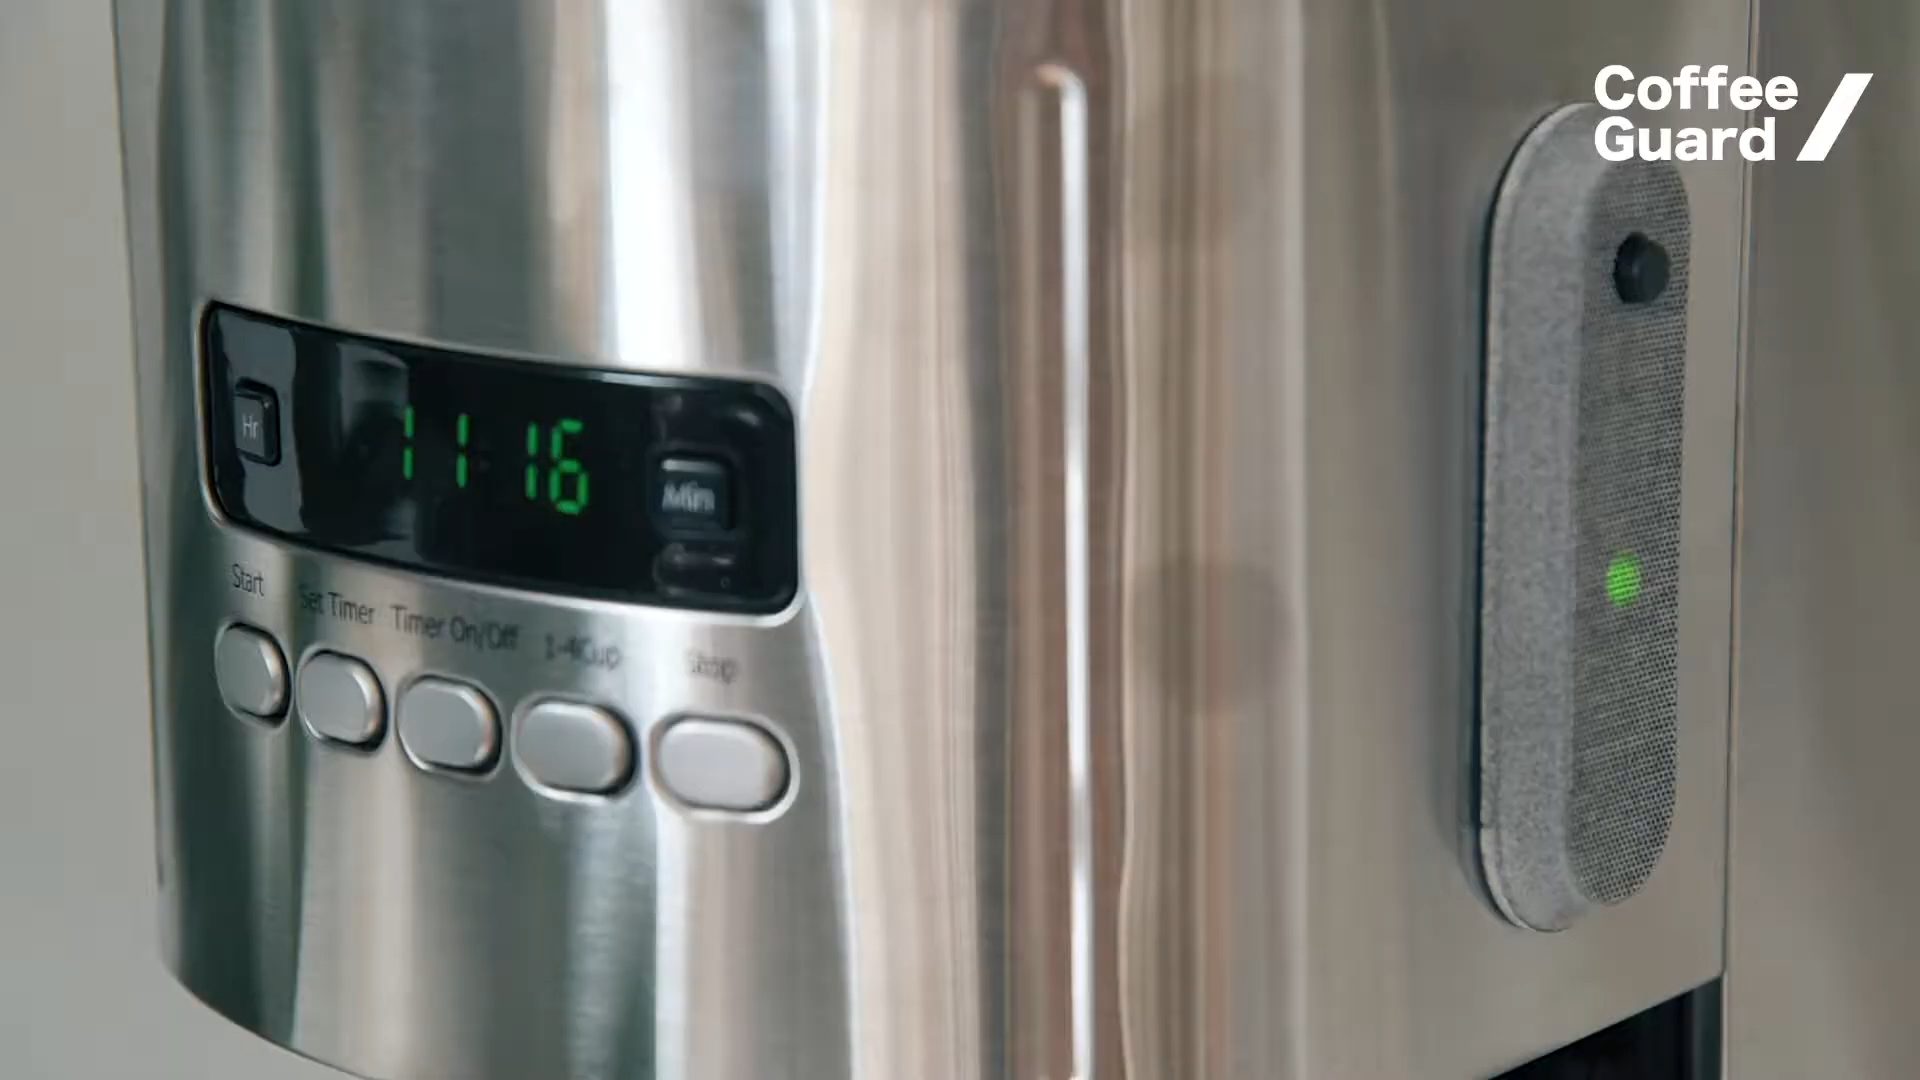 Coffee
Guard
Hr
11 16
Min
Start
Set Timer
Timer On/Off
1-4Cup
Stop